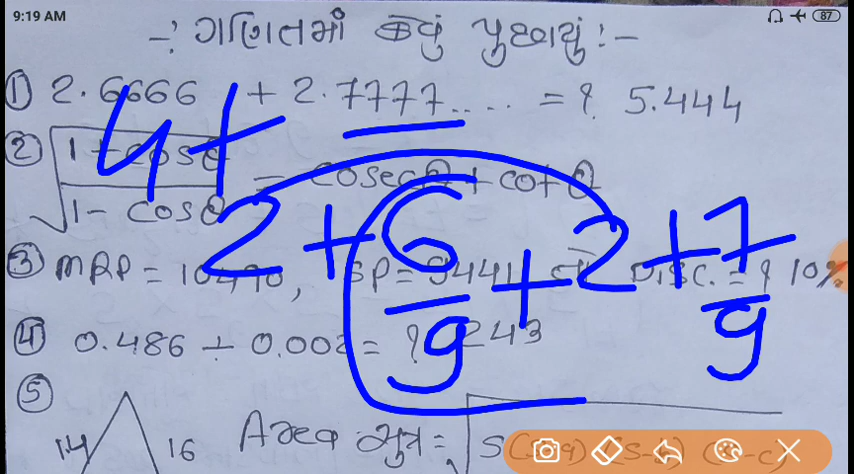 9:19 AM 87
-: ગણિતમાં કેવું પુછાયું :-
① 2.6666 + 2.7777.... = ? 5.444
② √1+cosθ/1-cosθ = cosecθ + cotθ
4+
2+6/9+2+7/9
③ MRP = 10490, SP = 9441 તો Disc. = ? 10%
④ 0.486 ÷ 0.002 = ? 243
⑤
14 16 Area સુત્ર =